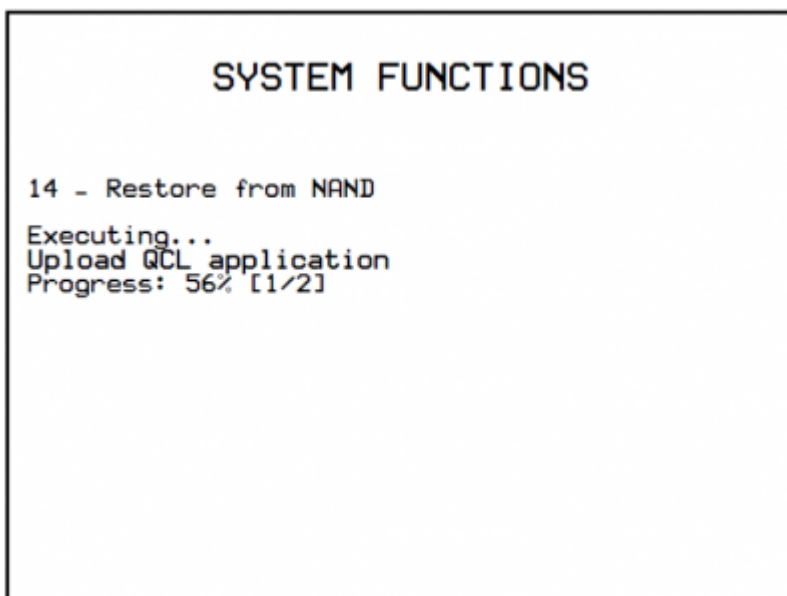 SYSTEM FUNCTIONS
14 - Restore from NAND
Executing...
Upload QCL application
Progress: 56% [1/2]